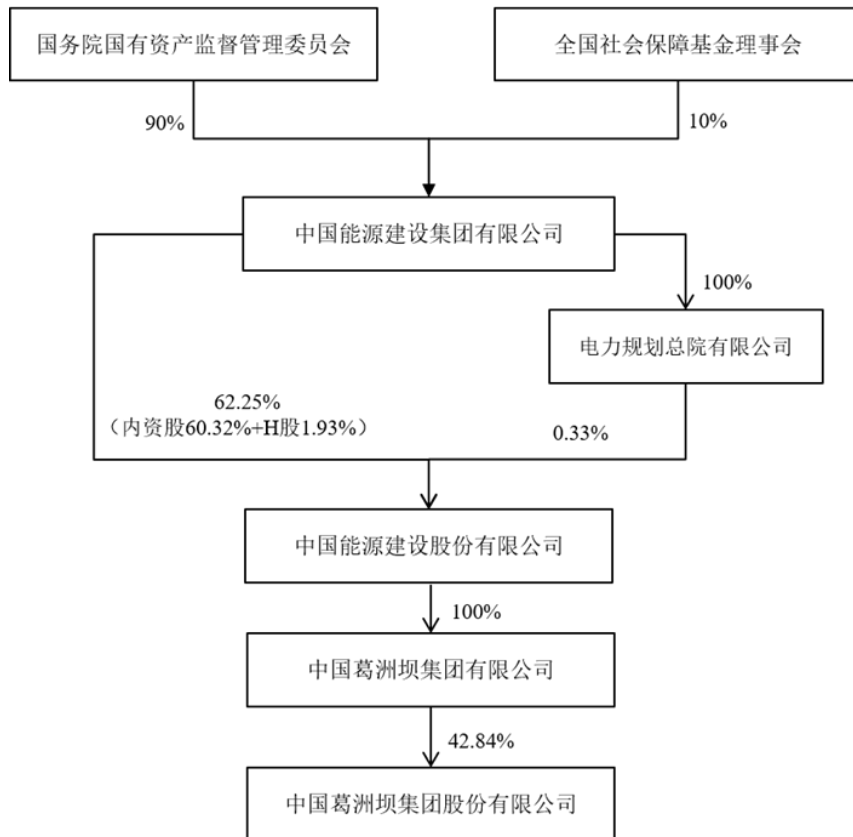 国务院国有资产监督管理委员会
全国社会保障基金理事会
90%
10%
中国能源建设集团有限公司
100%
电力规划总院有限公司
62.25%
（内资股60.32%+H股1.93%）
0.33%
中国能源建设股份有限公司
100%
中国葛洲坝集团有限公司
42.84%
中国葛洲坝集团股份有限公司